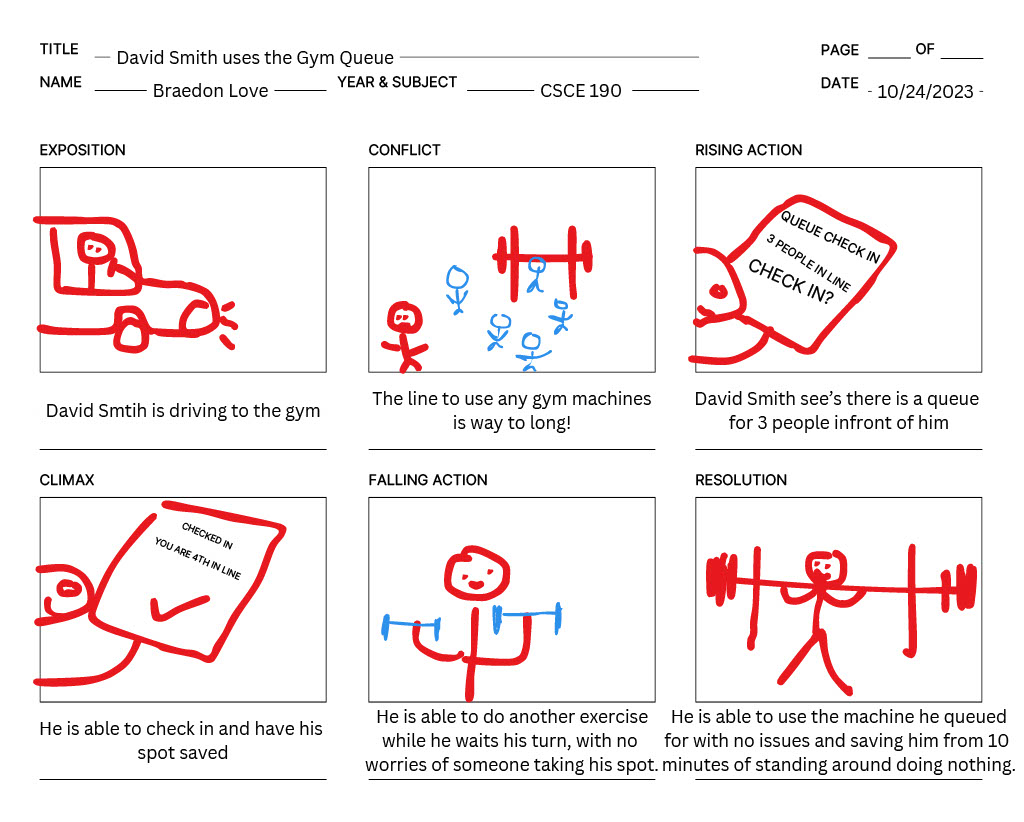 TITLE David Smith uses the Gym Queue PAGE OF
NAME Braedon Love YEAR & SUBJECT CSCE 190 DATE 10/24/2023
EXPOSITION
David Smtih is driving to the gym
CONFLICT
The line to use any gym machines
is way to long!
RISING ACTION
QUEUE CHECK IN
3 PEOPLE IN LINE
CHECK IN?
David Smith see's there is a queue
for 3 people infront of him
CLIMAX
CHECKED IN
YOU ARE 4TH IN LINE
He is able to check in and have his
spot saved
FALLING ACTION
He is able to do another exercise
while he waits his turn, with no
worries of someone taking his spot.
RESOLUTION
He is able to use the machine he queued
for with no issues and saving him from 10
minutes of standing around doing nothing.